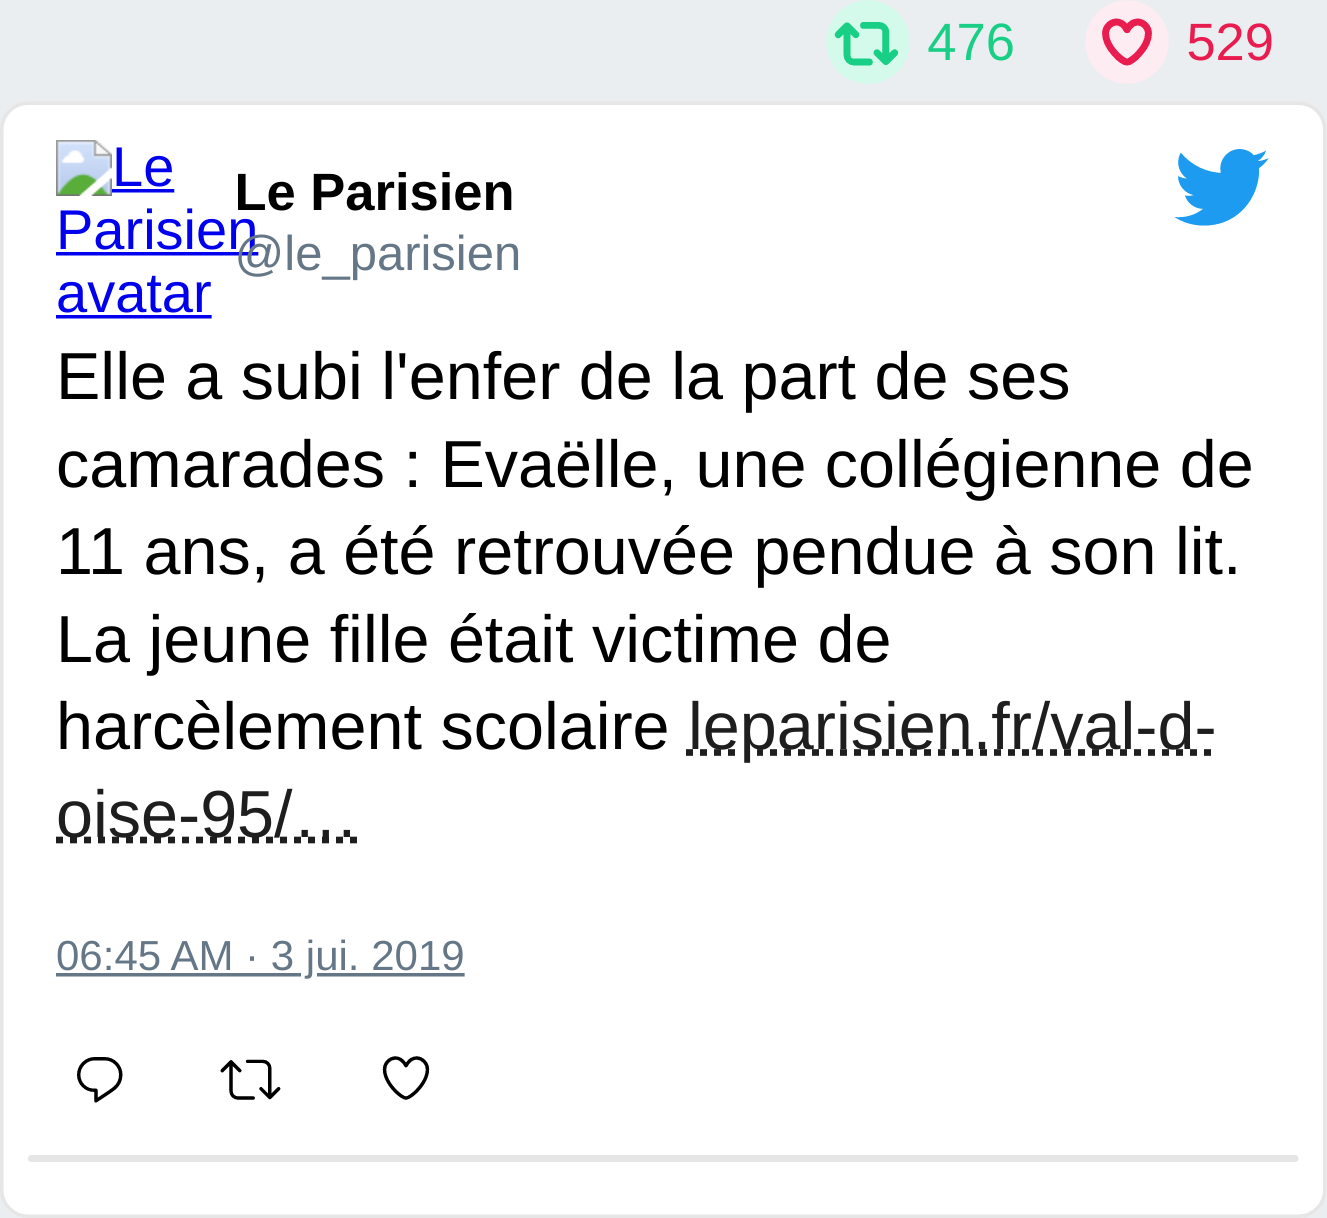 476 529
Le
Parisien
avatar
Le Parisien
@le_parisien
Elle a subi l'enfer de la part de ses
camarades : Evaëlle, une collégienne de
11 ans, a été retrouvée pendue à son lit.
La jeune fille était victime de
harcèlement scolaire leparisien.fr/val-d-
oise-95/…
06:45 AM · 3 jui. 2019